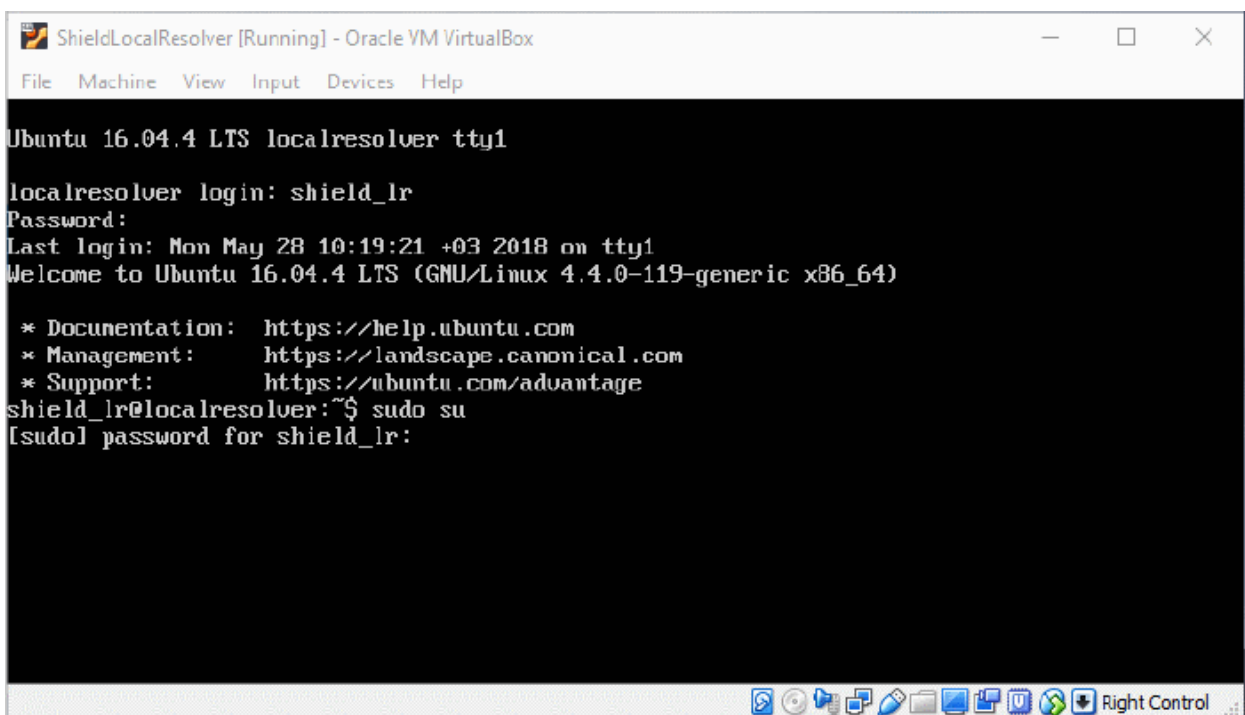 ShieldLocalResolver [Running] - Oracle VM VirtualBox
File Machine View Input Devices Help
Ubuntu 16.04.4 LTS localresolver tty1
localresolver login: shield_lr
Password:
Last login: Mon May 28 10:19:21 +03 2018 on tty1
Welcome to Ubuntu 16.04.4 LTS (GNU/Linux 4.4.0-119-generic x86_64)
* Documentation: https://help.ubuntu.com
* Management: https://landscape.canonical.com
* Support: https://ubuntu.com/advantage
shield_lr@localresolver:~$ sudo su
[sudo] password for shield_lr:
Right Control